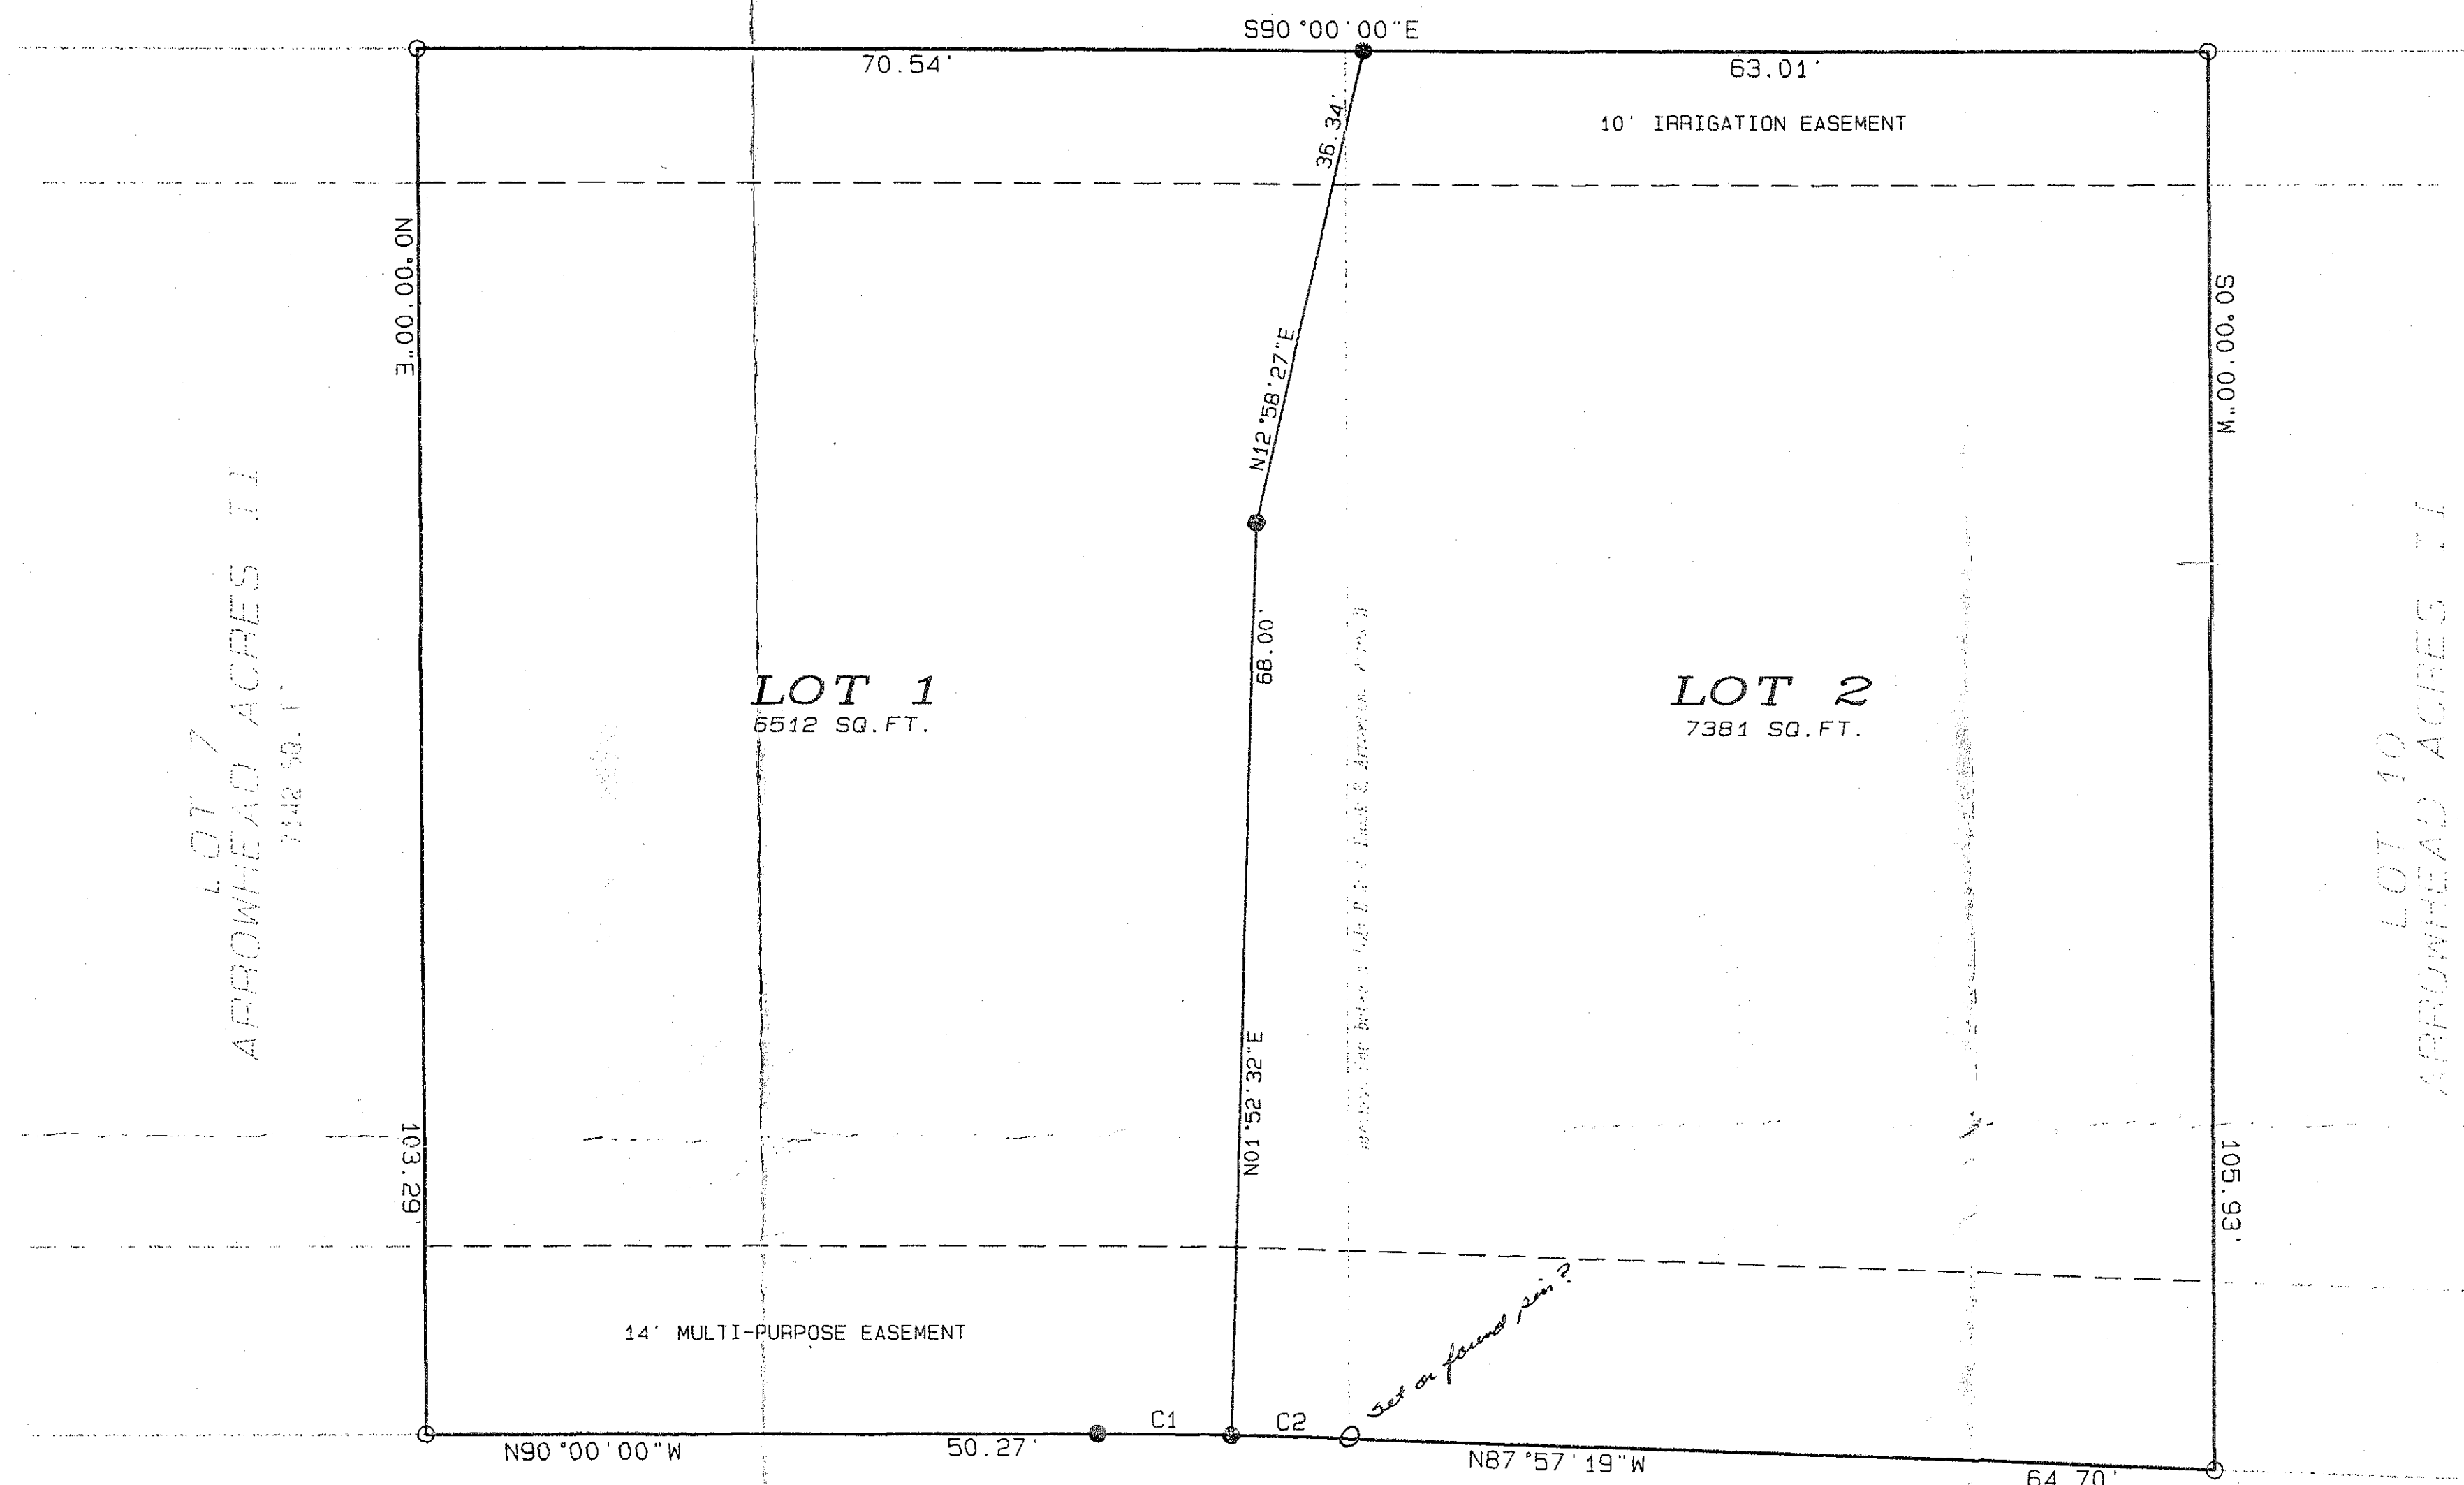 S90°00'00"E
70.54'
63.01'
10' IRRIGATION EASEMENT
36.34'
N12°58'27"E
N0°00'00"E
S0°00'00"W
LOT 7
ARROWHEAD ACRES II
LOT 1
6512 SQ.FT.
68.00'
LOT 2
7381 SQ.FT.
LOT 10
ARROWHEAD ACRES II
N01°52'32"E
103.29'
105.93'
14' MULTI-PURPOSE EASEMENT
Set or found pin?
C1
C2
N90°00'00"W
50.27'
N87°57'19"W
64.70'